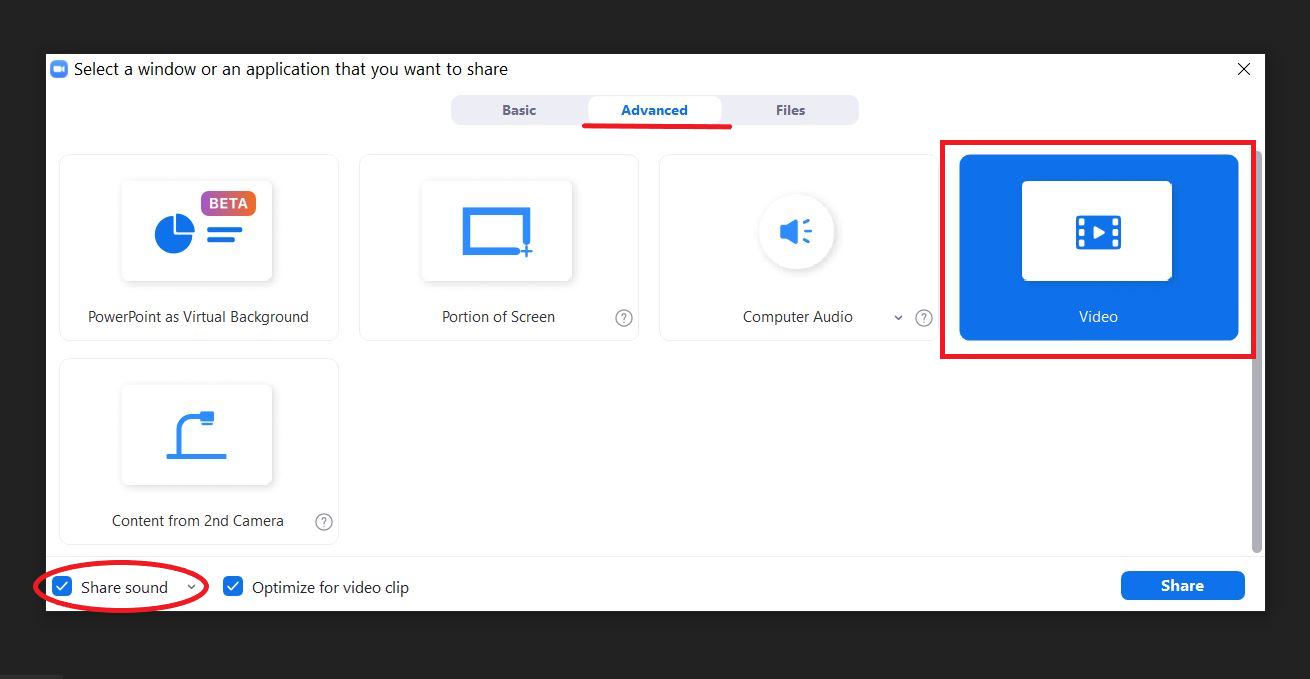 Select a window or an application that you want to share
Basic
Advanced
Files
BETA
PowerPoint as Virtual Background
Portion of Screen
?
Computer Audio
?
Video
Content from 2nd Camera
?
Share sound
Optimize for video clip
Share